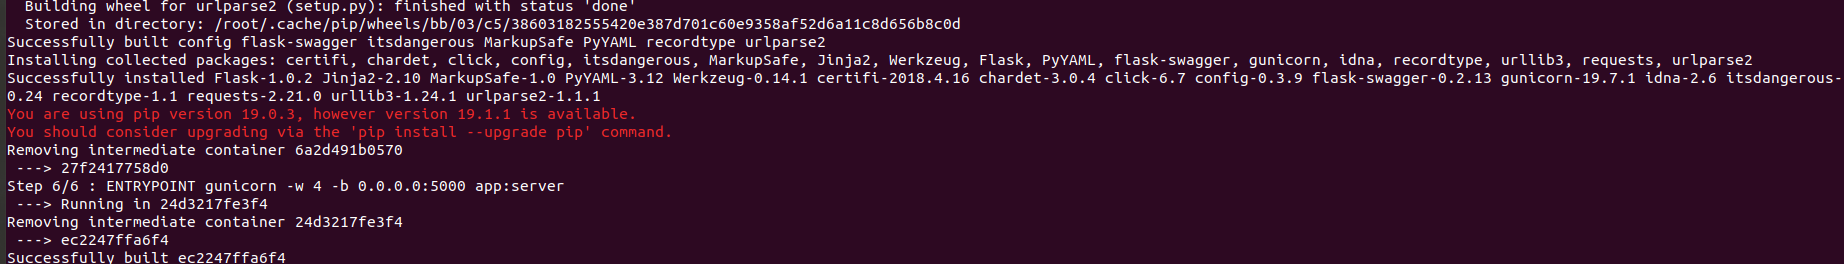 Building wheel for urlparse2 (setup.py): finished with status 'done'
Stored in directory: /root/.cache/pip/wheels/bb/03/c5/38603182555420e387d701c60e9358af52d6a11c8d656b8c0d
Successfully built config flask-swagger itsdangerous MarkupSafe PyYAML recordtype urlparse2
Installing collected packages: certifi, chardet, click, config, itsdangerous, MarkupSafe, Jinja2, Werkzeug, Flask, PyYAML, flask-swagger, gunicorn, idna, recordtype, urllib3, requests, urlparse2
Successfully installed Flask-1.0.2 Jinja2-2.10 MarkupSafe-1.0 PyYAML-3.12 Werkzeug-0.14.1 certifi-2018.4.16 chardet-3.0.4 click-6.7 config-0.3.9 flask-swagger-0.2.13 gunicorn-19.7.1 idna-2.6 itsdangerous-
0.24 recordtype-1.1 requests-2.21.0 urllib3-1.24.1 urlparse2-1.1.1
You are using pip version 19.0.3, however version 19.1.1 is available.
You should consider upgrading via the 'pip install --upgrade pip' command.
Removing intermediate container 6a2d491b0570
---> 27f2417758d0
Step 6/6 : ENTRYPOINT gunicorn -w 4 -b 0.0.0.0:5000 app:server
---> Running in 24d3217fe3f4
Removing intermediate container 24d3217fe3f4
---> ec2247ffa6f4
Successfully built ec2247ffa6f4